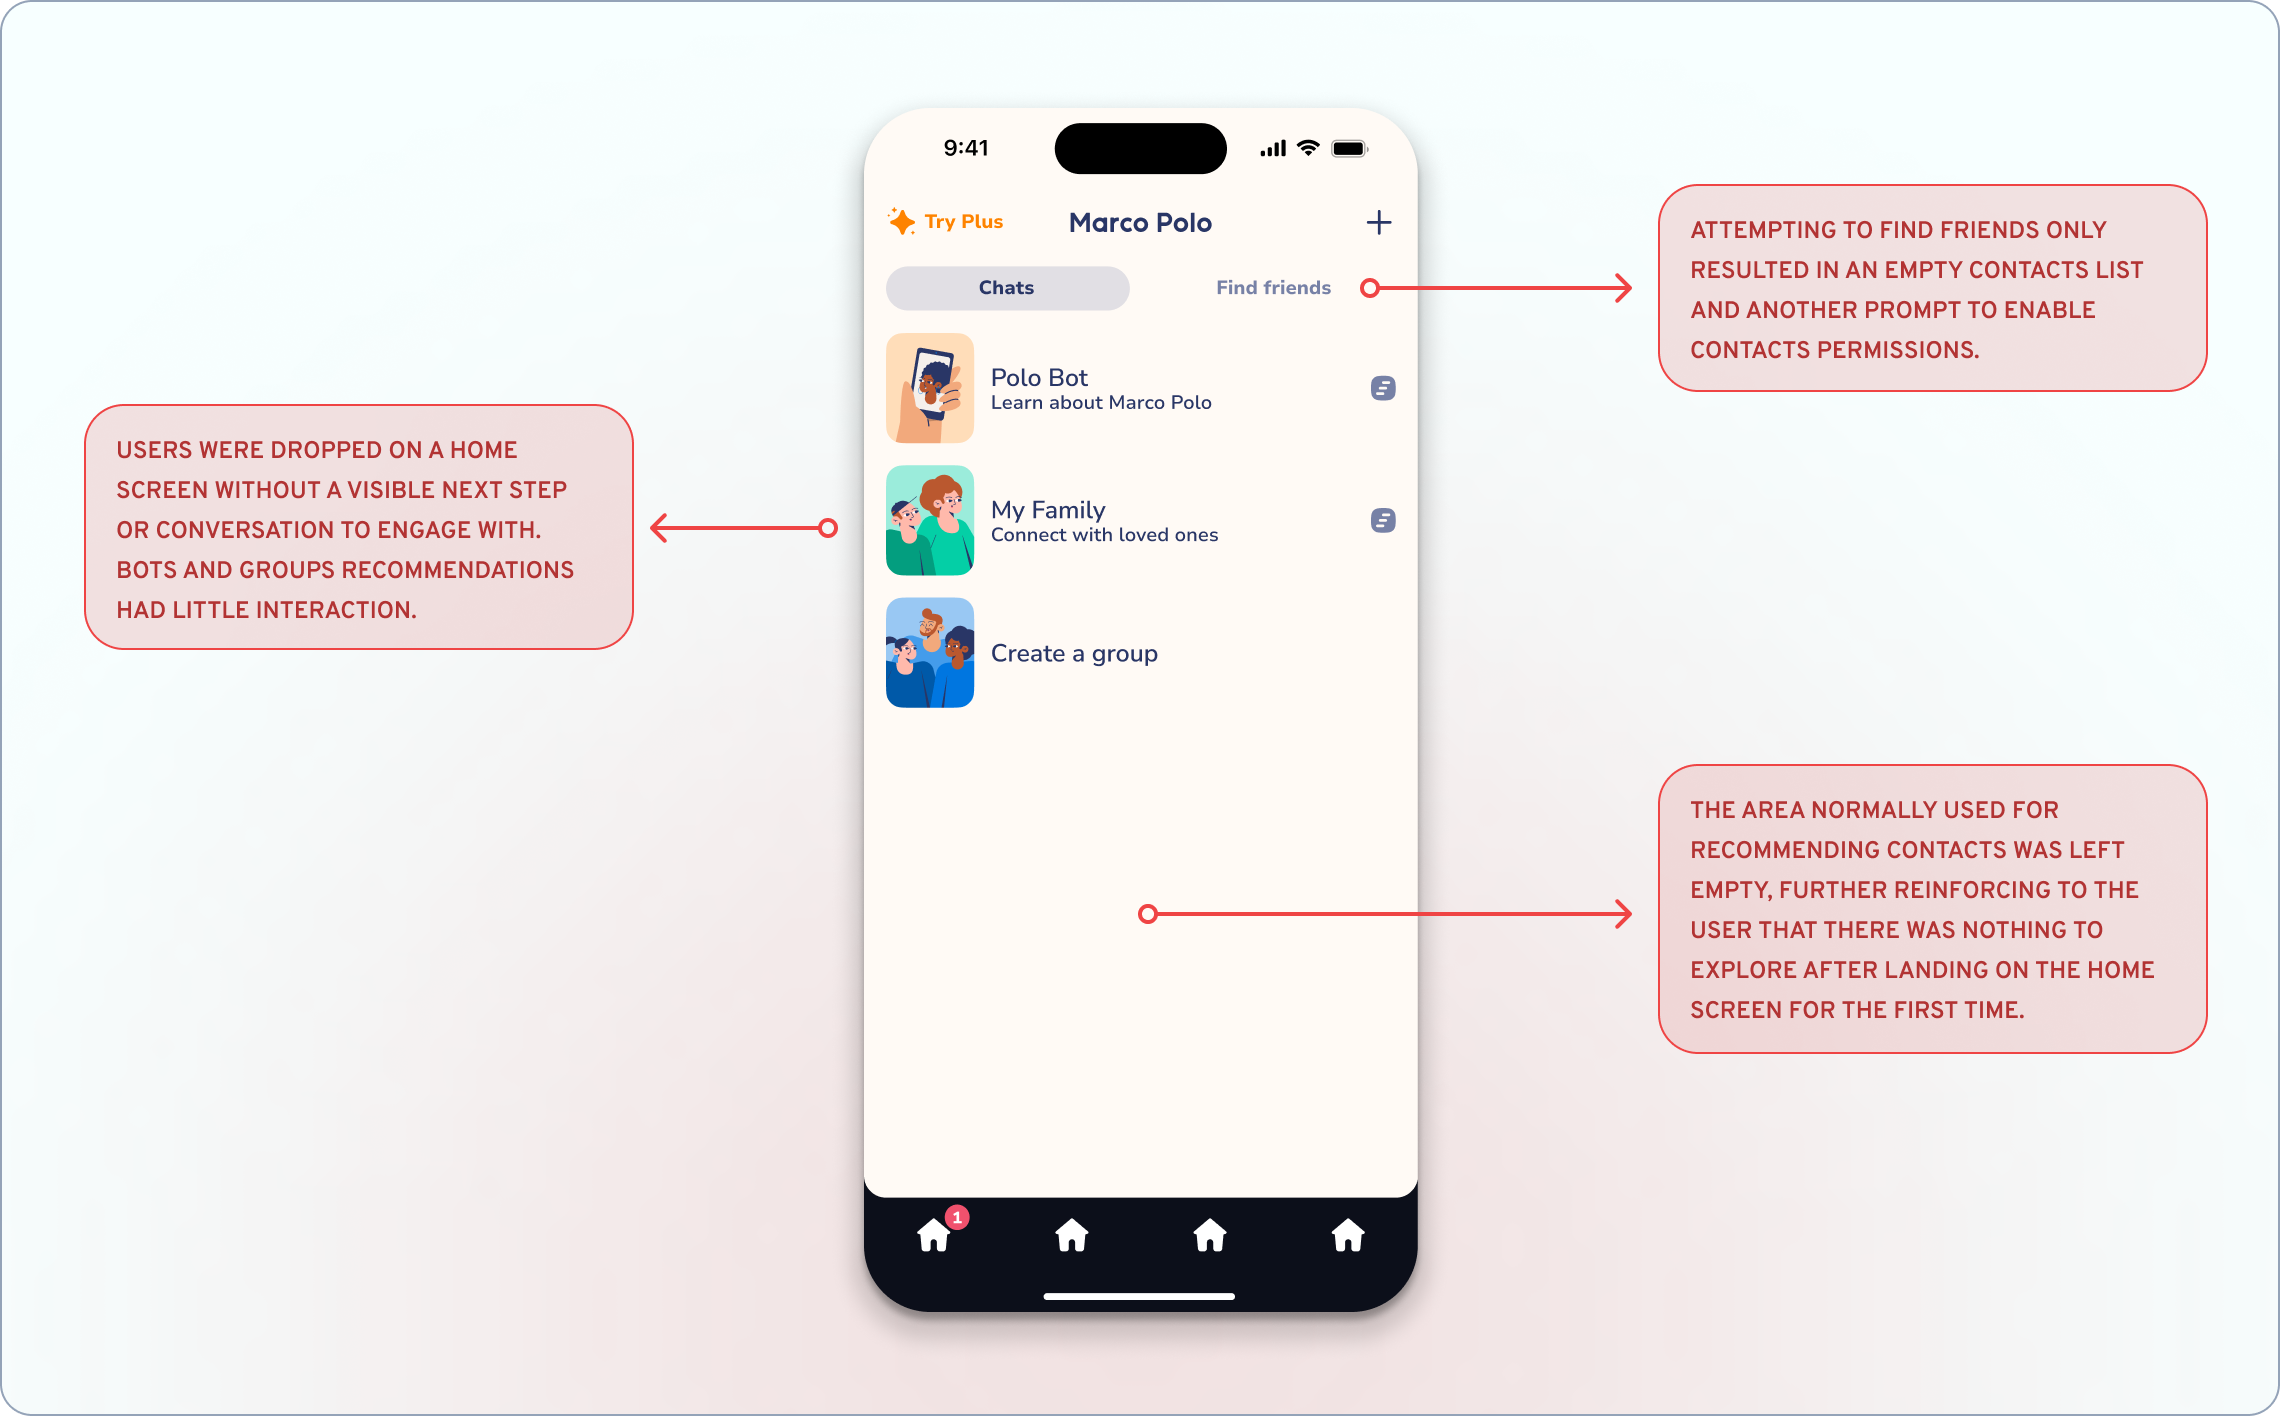 9:41
Try Plus
Marco Polo
Chats
Find friends
Polo Bot
Learn about Marco Polo
My Family
Connect with loved ones
Create a group
1
USERS WERE DROPPED ON A HOME
SCREEN WITHOUT A VISIBLE NEXT STEP
OR CONVERSATION TO ENGAGE WITH.
BOTS AND GROUPS RECOMMENDATIONS
HAD LITTLE INTERACTION.
ATTEMPTING TO FIND FRIENDS ONLY
RESULTED IN AN EMPTY CONTACTS LIST
AND ANOTHER PROMPT TO ENABLE
CONTACTS PERMISSIONS.
THE AREA NORMALLY USED FOR
RECOMMENDING CONTACTS WAS LEFT
EMPTY, FURTHER REINFORCING TO THE
USER THAT THERE WAS NOTHING TO
EXPLORE AFTER LANDING ON THE HOME
SCREEN FOR THE FIRST TIME.